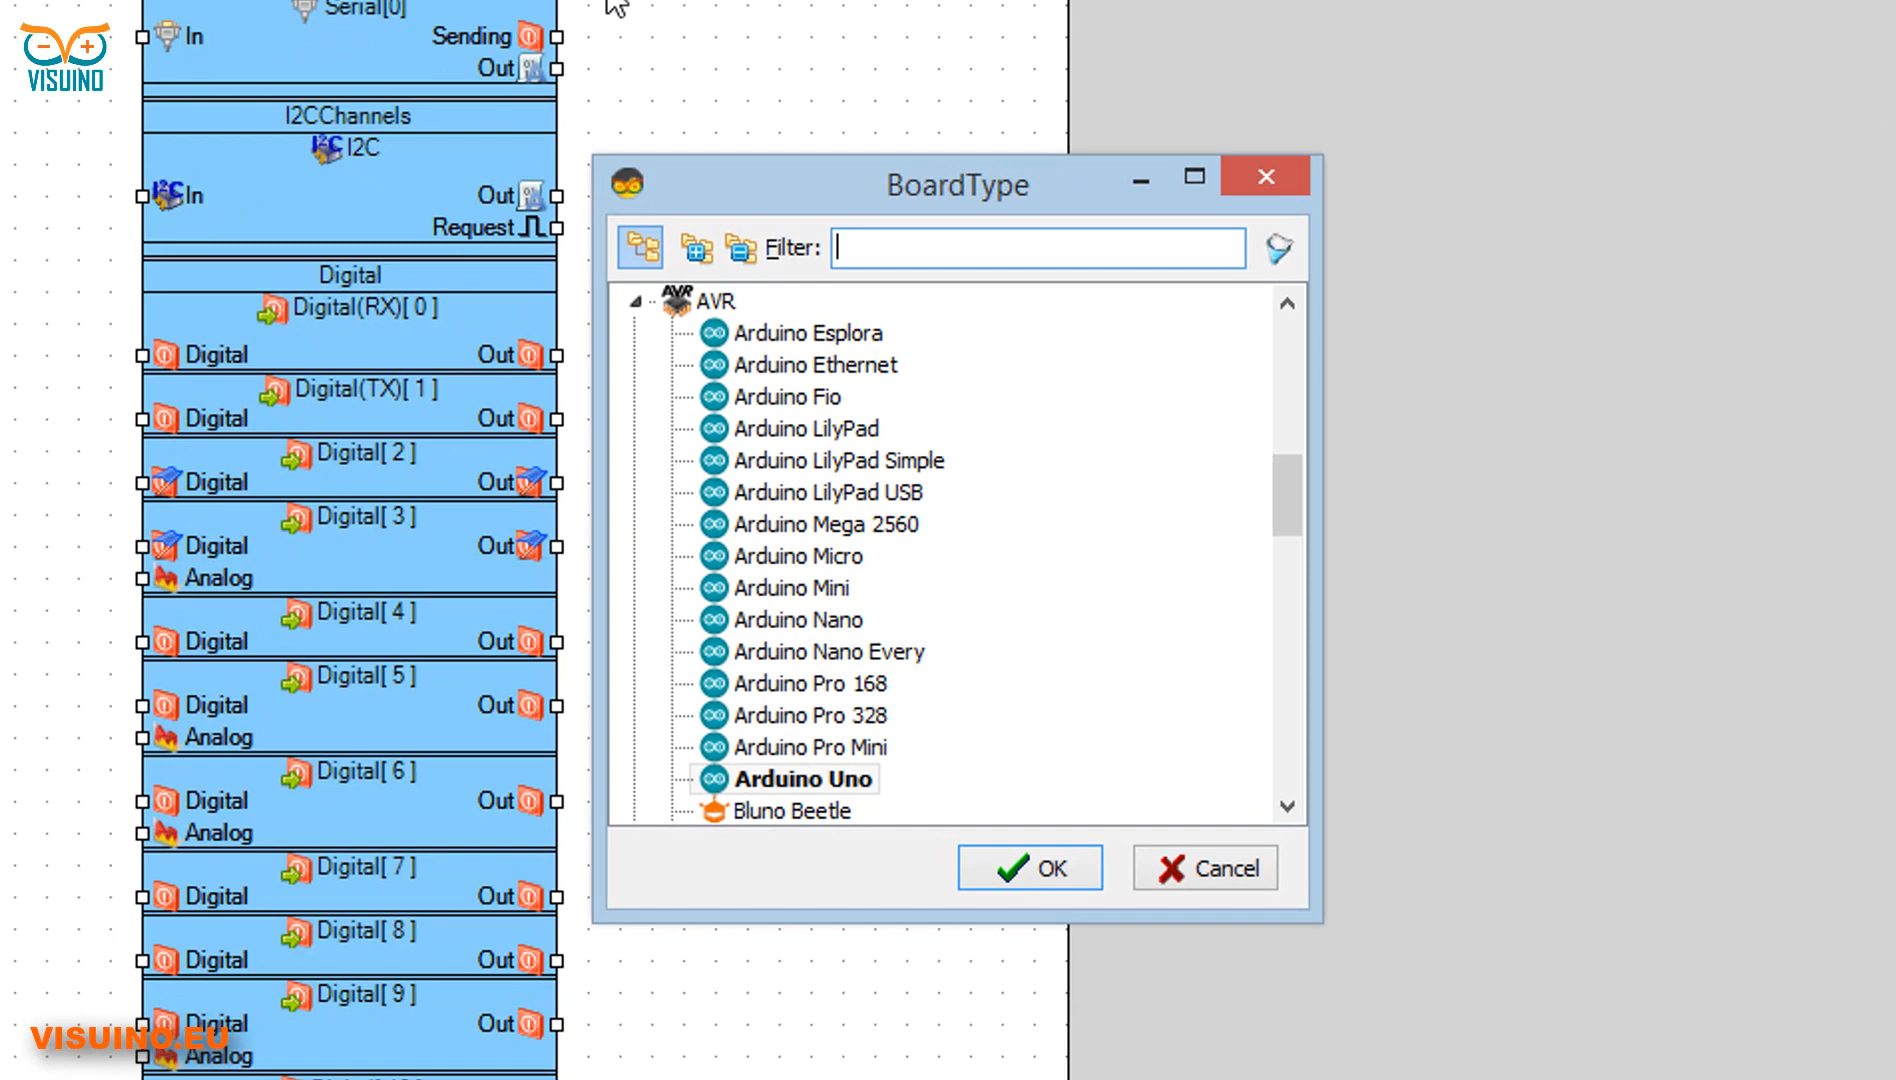 VISUINO
Serial[0]
In
Sending
Out
I2CChannels
I2C
I2C
I2C In
Out
Request
Digital
Digital(RX)[ 0 ]
Digital Out
Digital(TX)[ 1 ]
Digital Out
Digital[ 2 ]
Digital Out
Digital[ 3 ]
Digital Out
Analog
Digital[ 4 ]
Digital Out
Digital[ 5 ]
Digital Out
Analog
Digital[ 6 ]
Digital Out
Analog
Digital[ 7 ]
Digital Out
Digital[ 8 ]
Digital Out
Digital[ 9 ]
Digital Out
Analog
VISUINO.EU
BoardType
Filter:
AVR
AVR
Arduino Esplora
Arduino Ethernet
Arduino Fio
Arduino LilyPad
Arduino LilyPad Simple
Arduino LilyPad USB
Arduino Mega 2560
Arduino Micro
Arduino Mini
Arduino Nano
Arduino Nano Every
Arduino Pro 168
Arduino Pro 328
Arduino Pro Mini
Arduino Uno
Bluno Beetle
OK
Cancel